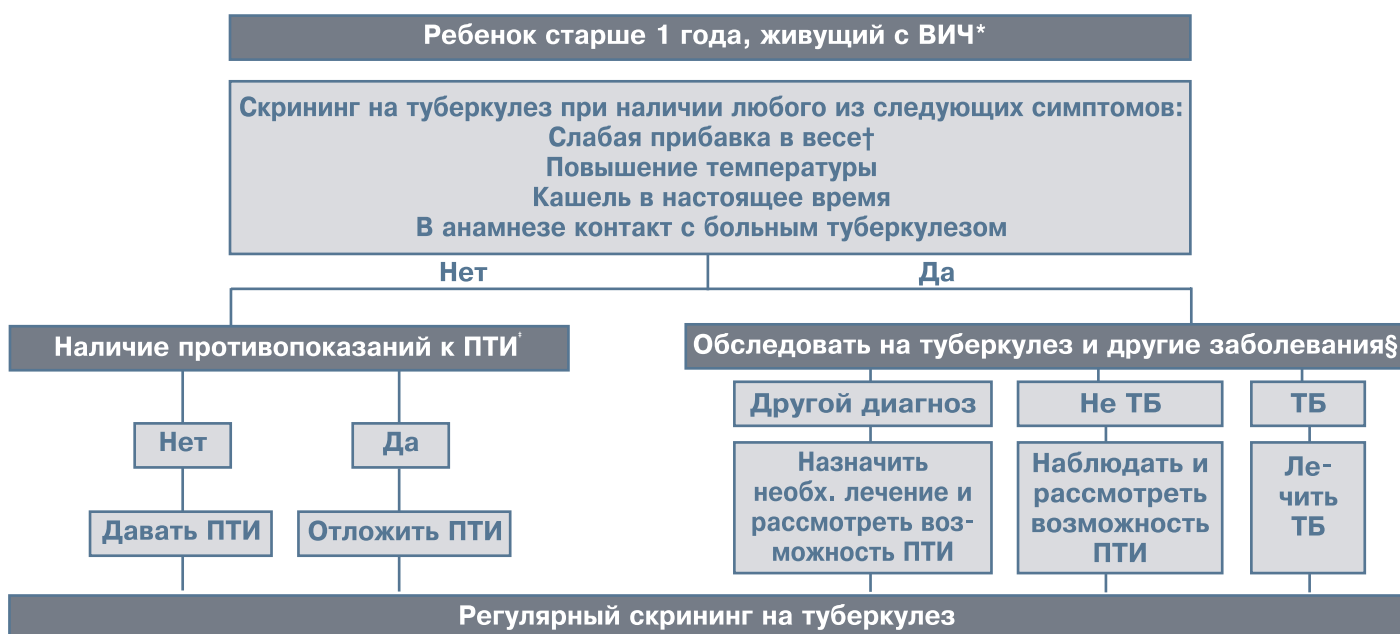 Ребенок старше 1 года, живущий с ВИЧ*
Скрининг на туберкулез при наличии любого из следующих симптомов:
Слабая прибавка в весе†
Повышение температуры
Кашель в настоящее время
В анамнезе контакт с больным туберкулезом
Нет
Да
Наличие противопоказаний к ПТИ‡
Обследовать на туберкулез и другие заболевания§
Нет
Да
Давать ПТИ
Отложить ПТИ
Другой диагноз
Не ТБ
ТБ
Назначить
необх. лечение и
рассмотреть воз-
можность ПТИ
Наблюдать и
рассмотреть
возможность
ПТИ
Ле-
чить
ТБ
Регулярный скрининг на туберкулез